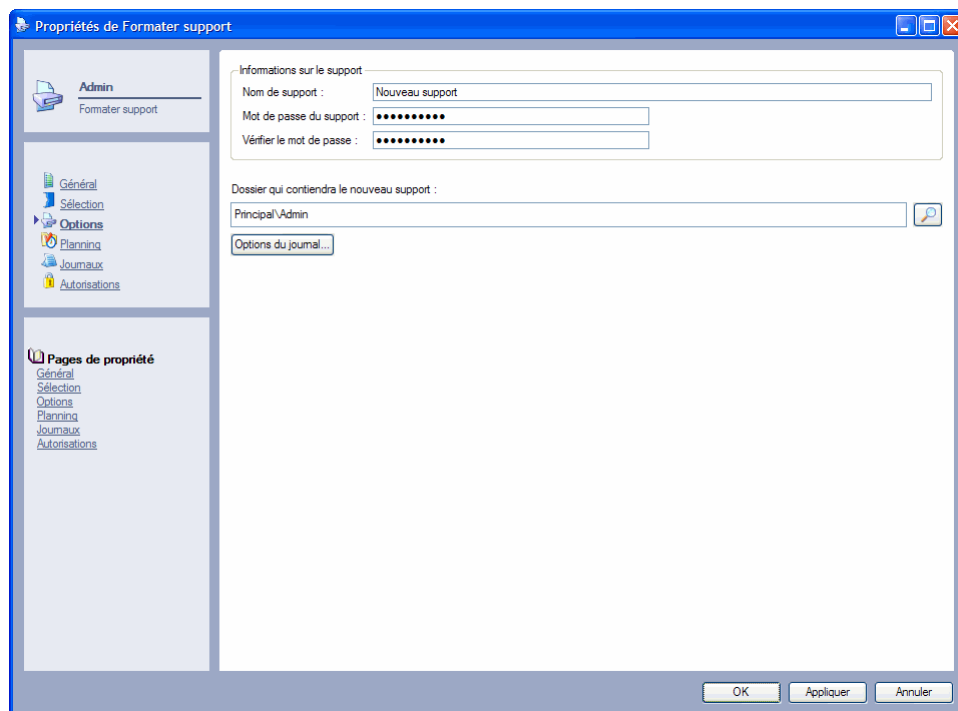 Propriétés de Formater support
Admin
Formater support
Général
Sélection
Options
Planning
Journaux
Autorisations
Pages de propriété
Général
Sélection
Options
Planning
Journaux
Autorisations
Informations sur le support
Nom de support :
Nouveau support
Mot de passe du support :
••••••••••
Vérifier le mot de passe :
••••••••••
Dossier qui contiendra le nouveau support :
Principal\Admin
Options du journal...
OK
Appliquer
Annuler